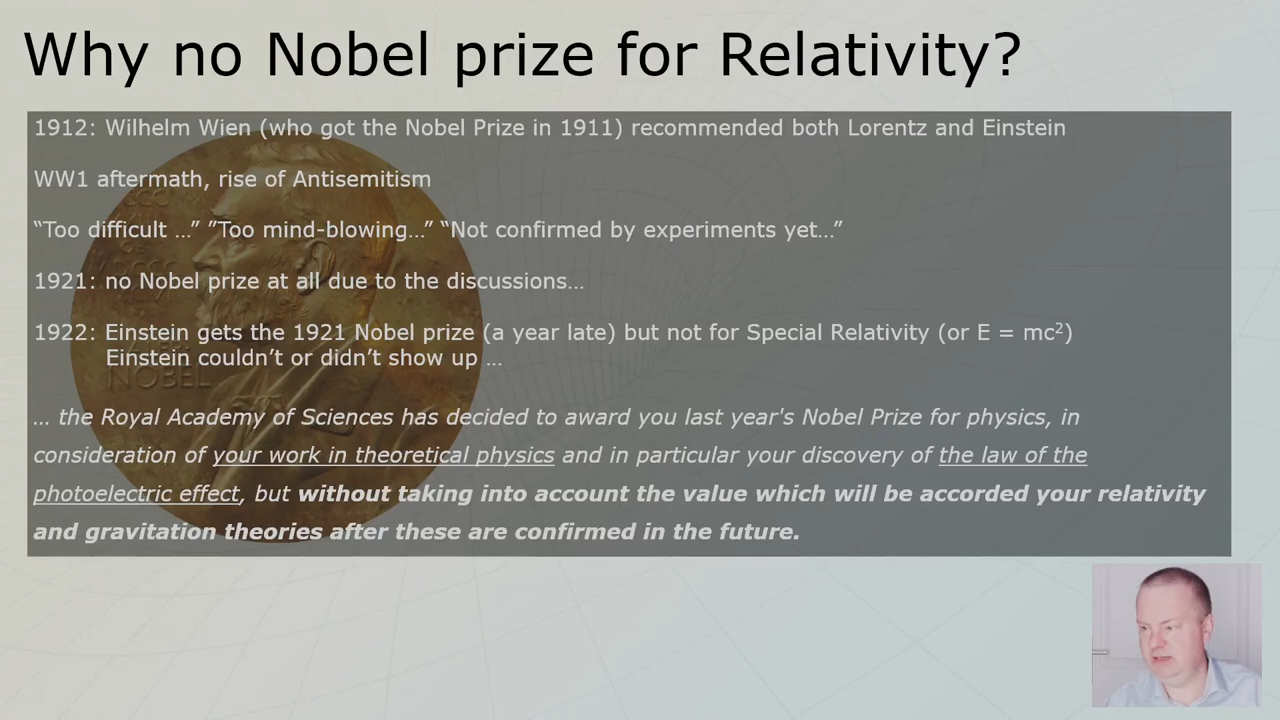 Why no Nobel prize for Relativity?
1912: Wilhelm Wien (who got the Nobel Prize in 1911) recommended both Lorentz and Einstein
WW1 aftermath, rise of Antisemitism
“Too difficult …” ”Too mind-blowing…” “Not confirmed by experiments yet…”
1921: no Nobel prize at all due to the discussions…
1922: Einstein gets the 1921 Nobel prize (a year late) but not for Special Relativity (or E = mc²)
Einstein couldn’t or didn’t show up …
… the Royal Academy of Sciences has decided to award you last year's Nobel Prize for physics, in
consideration of your work in theoretical physics and in particular your discovery of the law of the
photoelectric effect, but without taking into account the value which will be accorded your relativity
and gravitation theories after these are confirmed in the future.
NOBEL